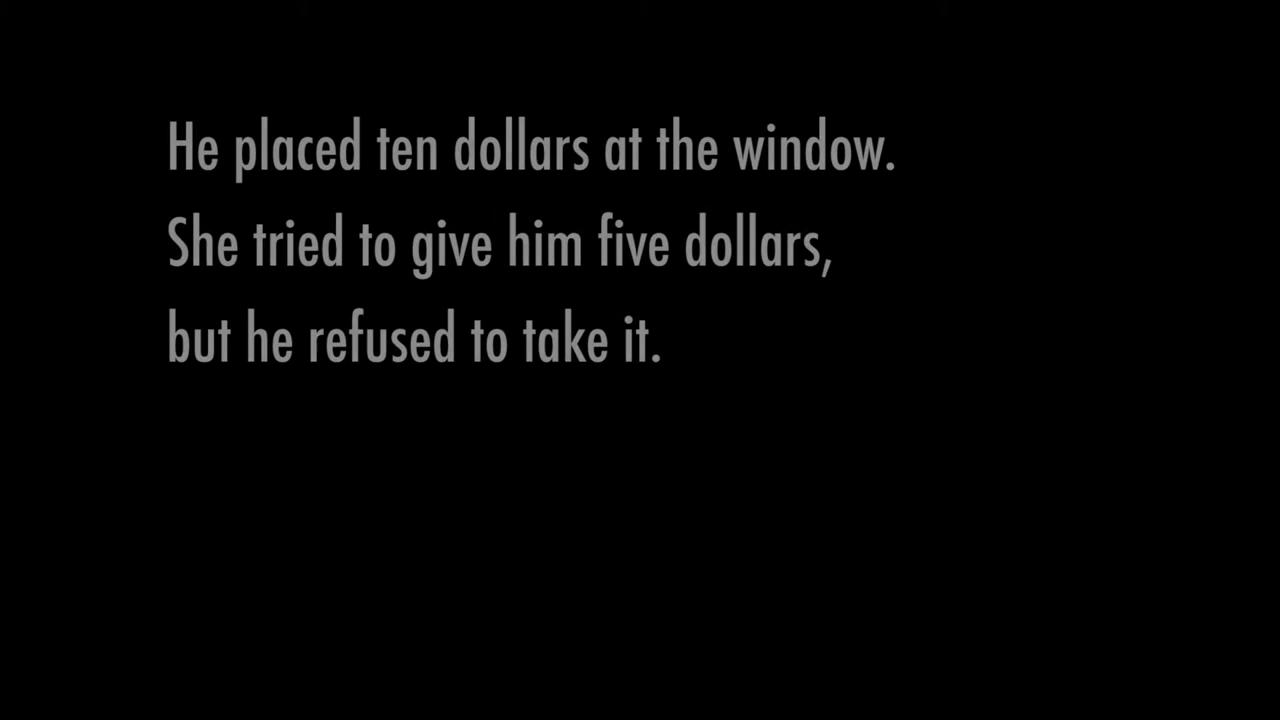 He placed ten dollars at the window.
She tried to give him five dollars,
but he refused to take it.